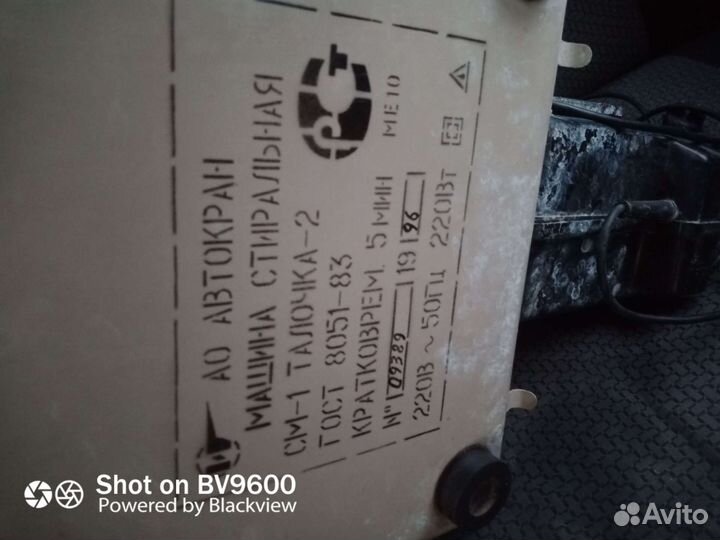 АО АВТОКРАН
МАШИНА СТИРАЛЬНАЯ
СМ-1 ТАЛОЧКА-2
ГОСТ 8051-83
КРАТКОВРЕМ. 5 МИН
№ 09389 1996
220В ~ 50ГЦ 220Вт
РСТ
МЕ10
Shot on BV9600
Powered by Blackview
Avito